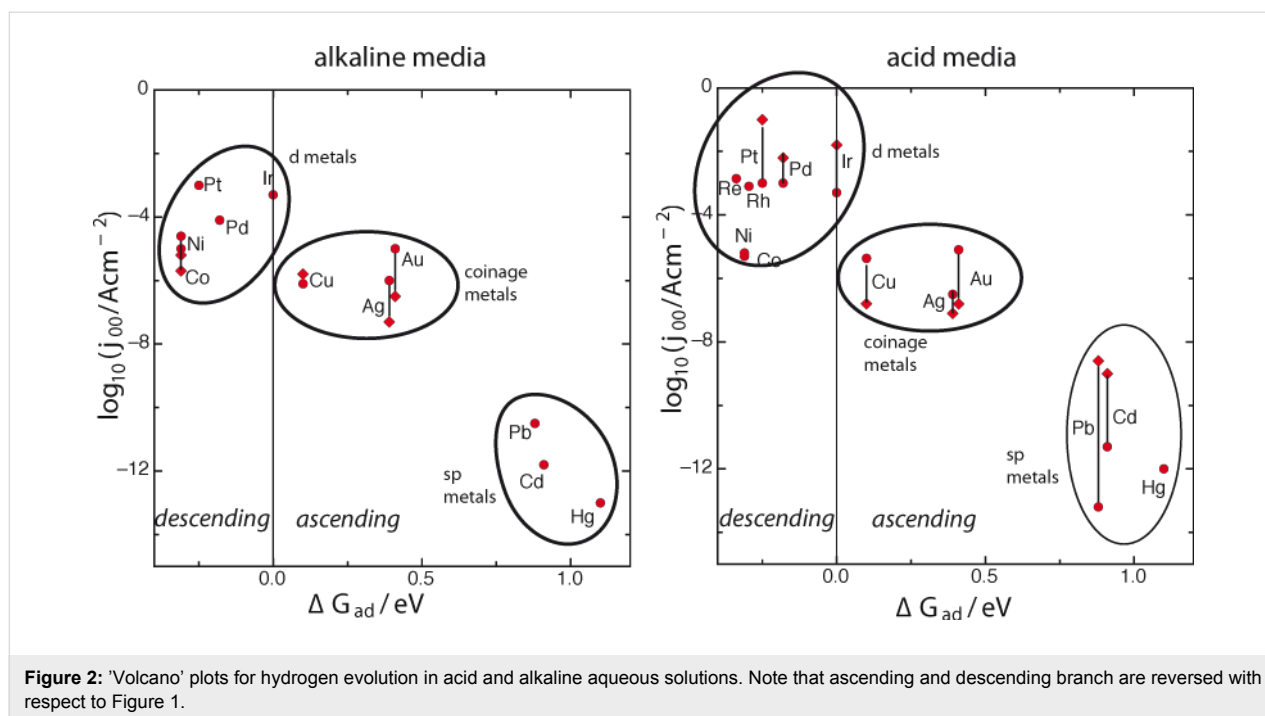 alkaline media
0
−4
−8
−12
log10 (j00/Acm−2)
d metals
Pt
Ir
Pd
Ni
Co
Cu
Au
Ag
coinage
metals
Pb
Cd
Hg
sp
metals
descending
ascending
0.0
0.5
1.0
Δ Gad / eV
acid media
0
−4
−8
−12
log10 (j00/Acm−2)
d metals
Pt
Pd
Ir
Re
Rh
Ni
Co
Cu
Au
Ag
coinage
metals
Pb
Cd
Hg
sp
metals
descending
ascending
0.0
0.5
1.0
Δ Gad / eV
Figure 2: ’Volcano’ plots for hydrogen evolution in acid and alkaline aqueous solutions. Note that ascending and descending branch are reversed with
respect to Figure 1.